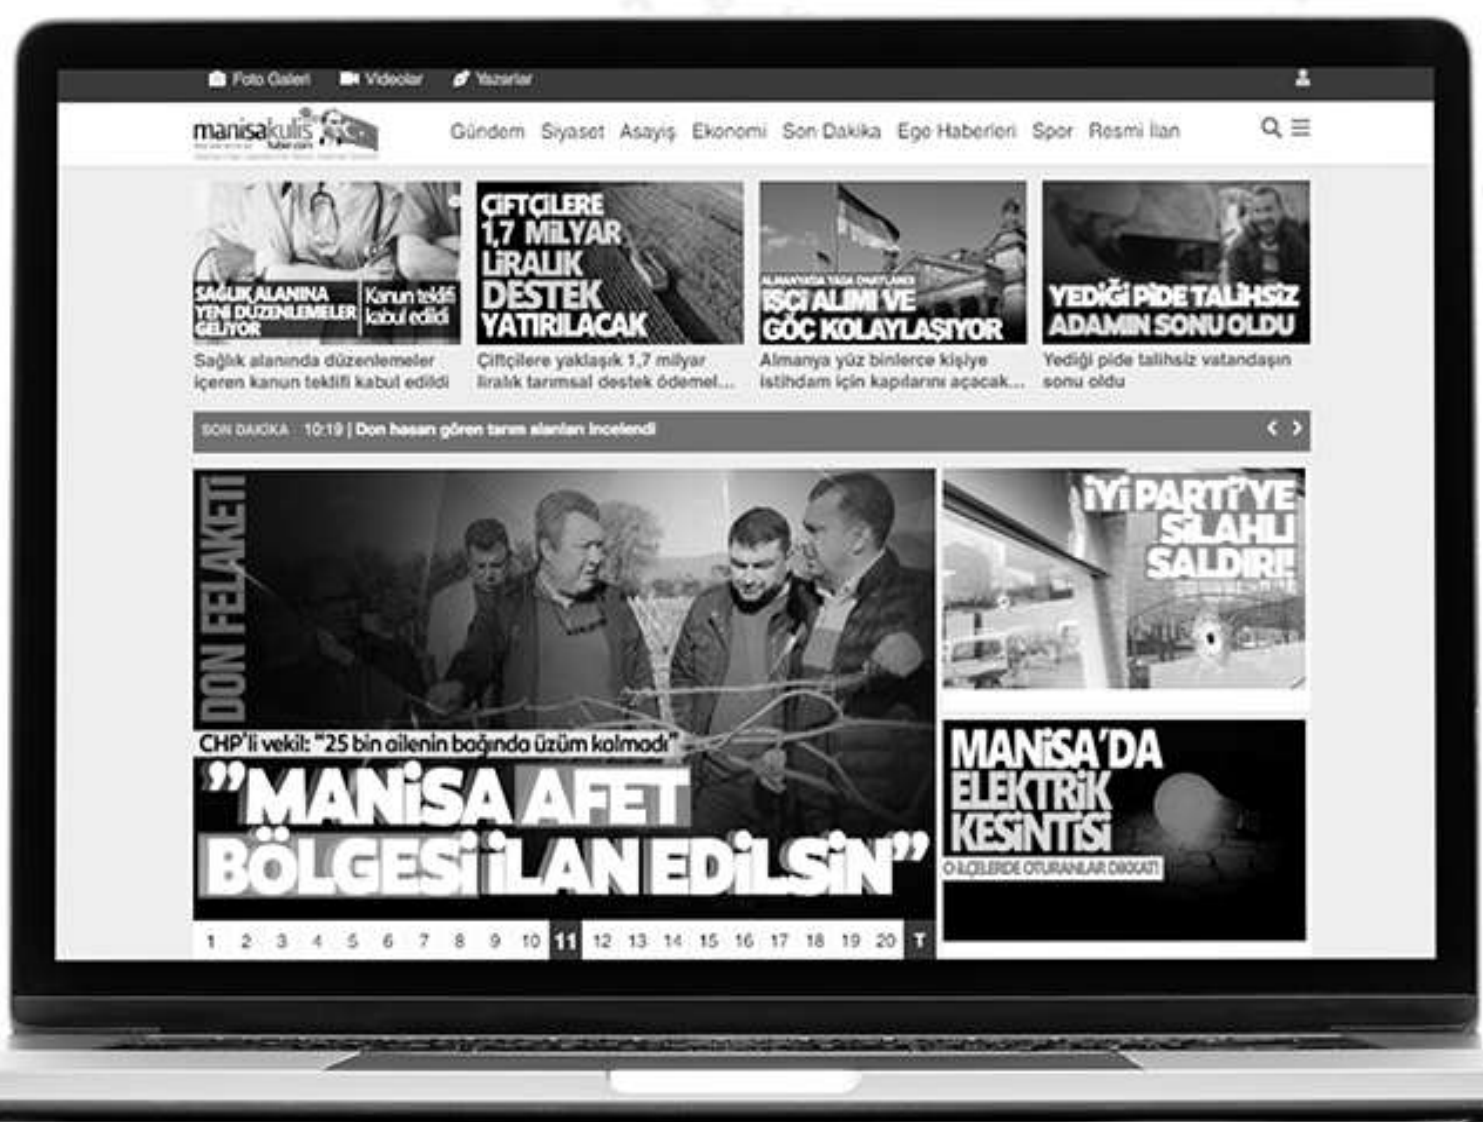 Foto Galeri Videolar Yazarlar
manisakulis
haber.com
Gündem Siyaset Asayiş Ekonomi Son Dakika Ege Haberleri Spor Resmi İlan
SAĞLIK ALANINA
YENİ DÜZENLEMELER
GELİYOR
Kanun teklifi
kabul edildi
Sağlık alanında düzenlemeler
içeren kanun teklifi kabul edildi
ÇİFTÇİLERE
1,7 MİLYAR
LİRALIK
DESTEK
YATIRILACAK
Çiftçilere yaklaşık 1,7 milyar
liralık tarımsal destek ödemel...
ALMANYA'DA YASA ONAYLANDI
İŞÇİ ALIMI VE
GÖÇ KOLAYLAŞIYOR
Almanya yüz binlerce kişiye
istihdam için kapılarını açacak...
YEDİĞİ PİDE TALİHSİZ
ADAMIN SONU OLDU
Yediği pide talihsiz vatandaşın
sonu oldu
SON DAKİKA 10:19 | Don hasarı gören tarım alanları incelendi
DON FELAKETİ
CHP'li vekil: "25 bin ailenin bağında üzüm kalmadı"
"MANİSA AFET
BÖLGESİ İLAN EDİLSİN"
1 2 3 4 5 6 7 8 9 10 11 12 13 14 15 16 17 18 19 20 T
İYİ PARTİ'YE
SİLAHLI
SALDIRI!
MANİSA'DA
ELEKTRİK
KESİNTİSİ
O İLÇELERDE OTURANLAR DİKKAT!